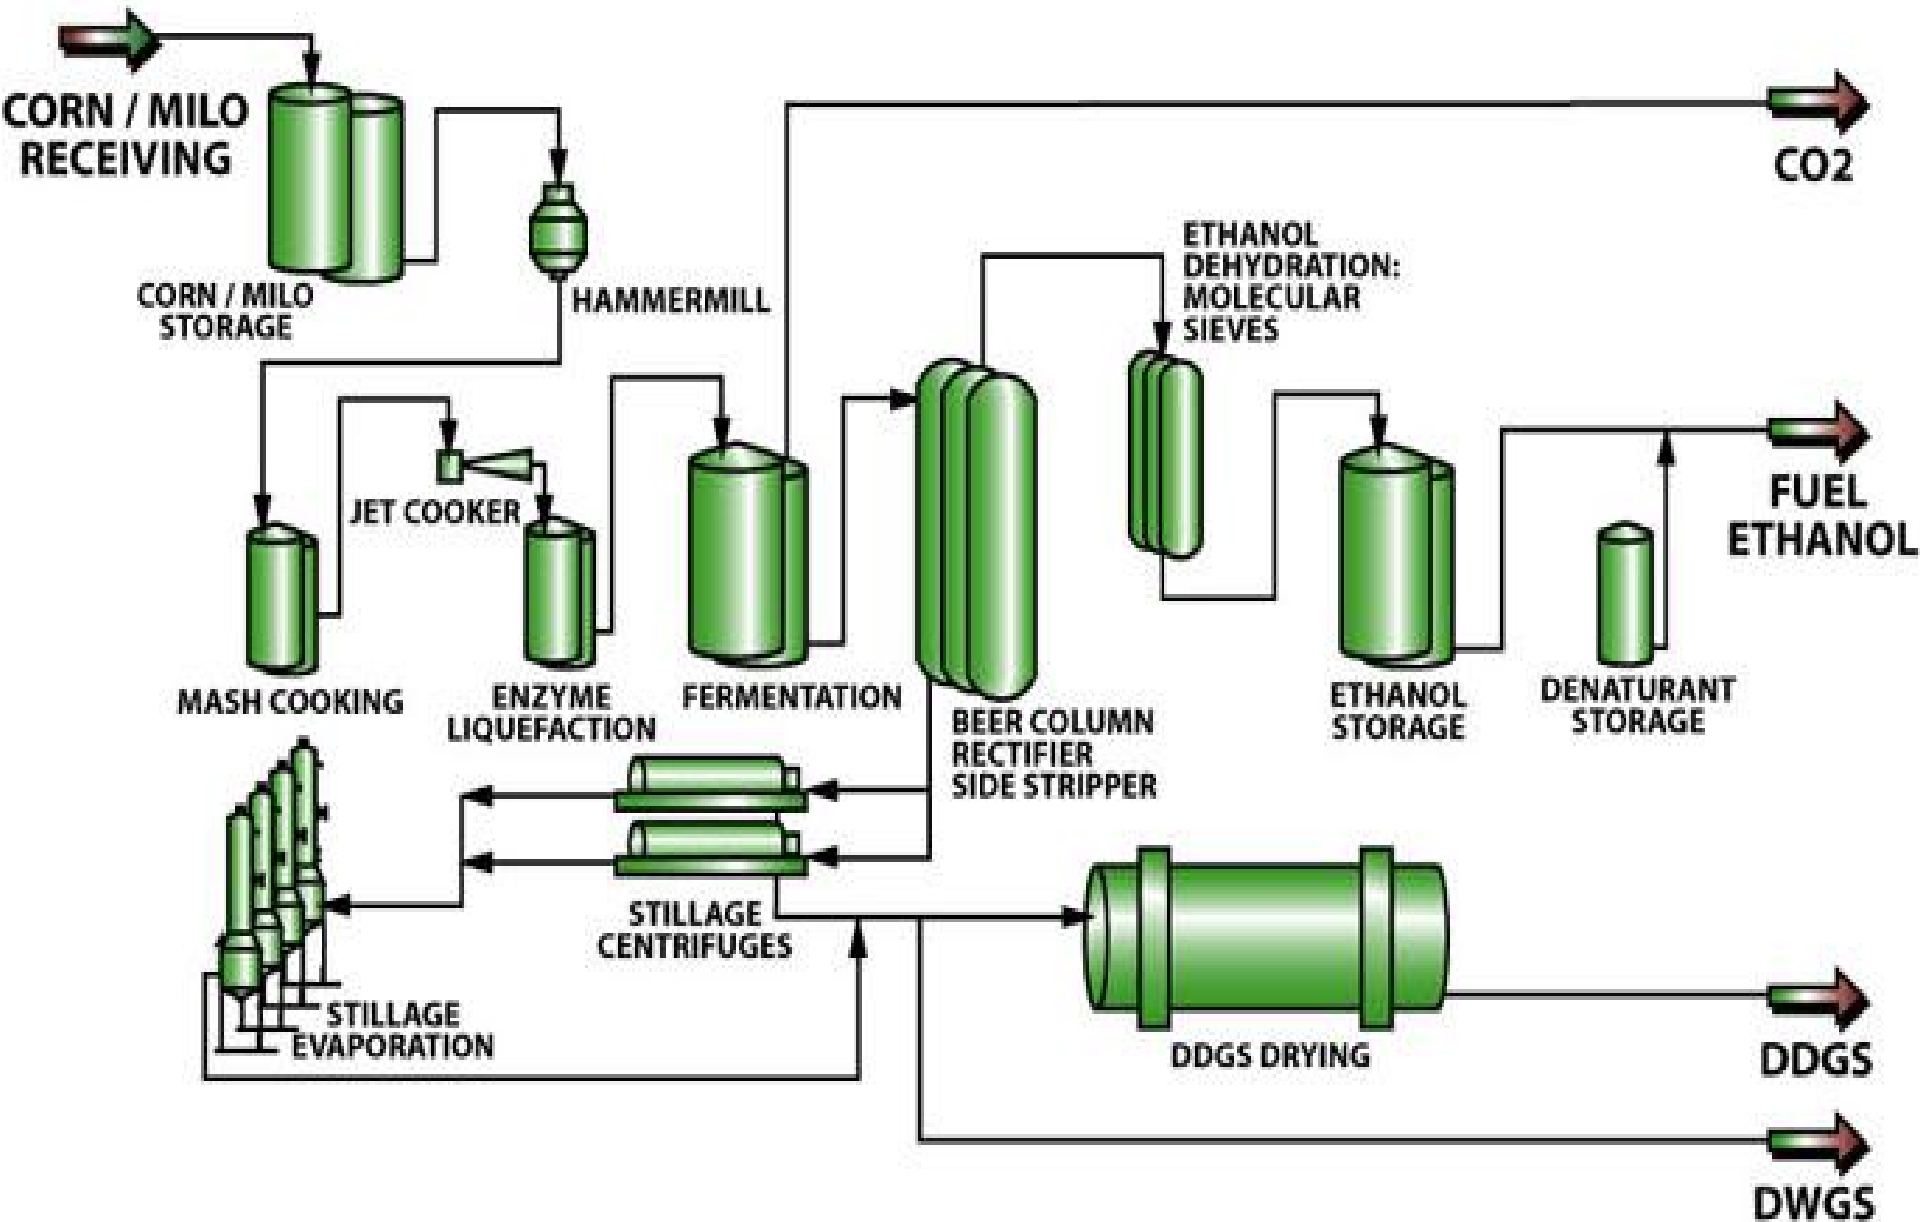 CORN / MILO
RECEIVING
CO2
ETHANOL
DEHYDRATION:
MOLECULAR
SIEVES
CORN / MILO
STORAGE
HAMMERMILL
JET COOKER
FUEL
ETHANOL
MASH COOKING
ENZYME
LIQUEFACTION
FERMENTATION
BEER COLUMN
RECTIFIER
SIDE STRIPPER
ETHANOL
STORAGE
DENATURANT
STORAGE
STILLAGE
CENTRIFUGES
STILLAGE
EVAPORATION
DDGS DRYING
DDGS
DWGS